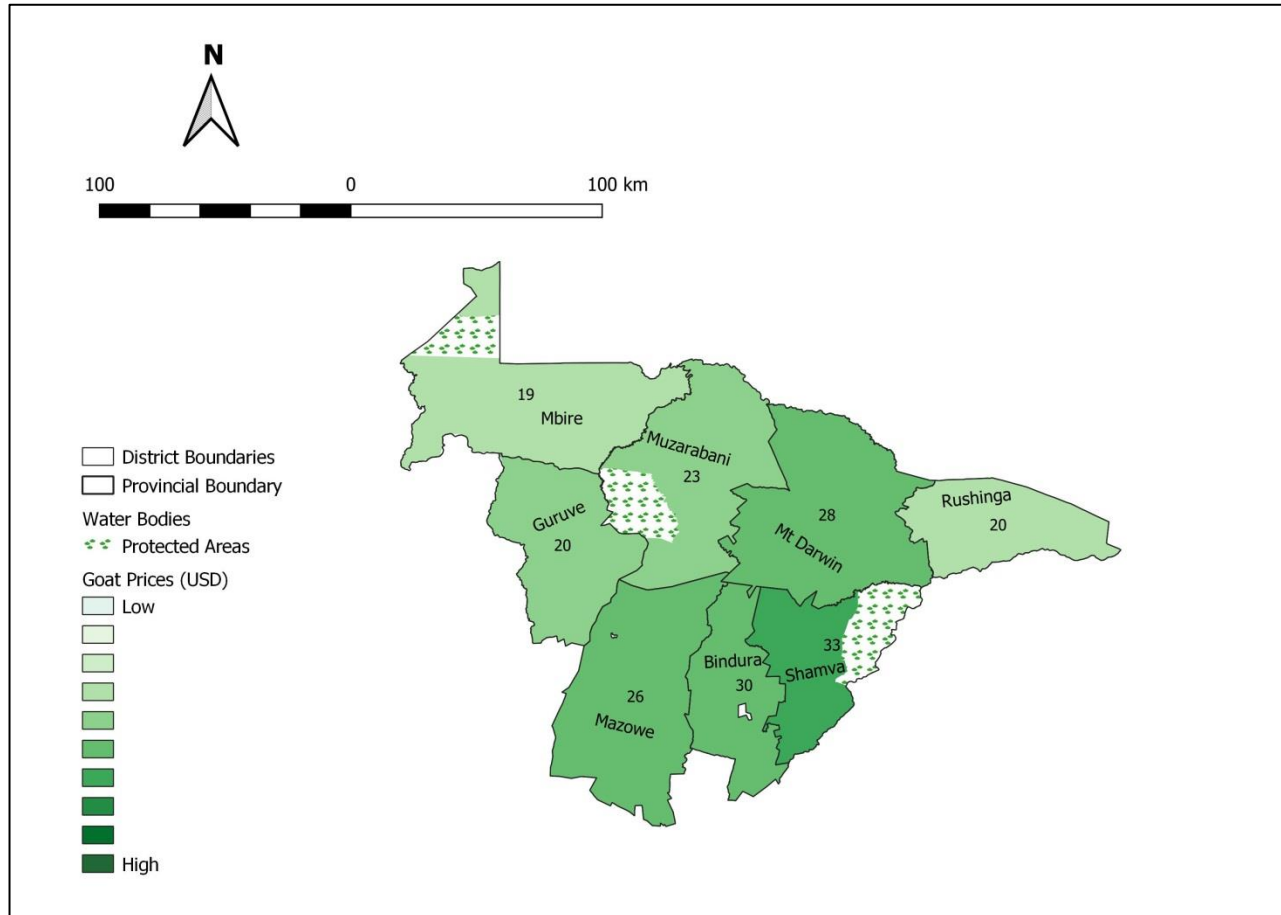 N
100 0 100 km
19
Mbire
Muzarabani
23
Guruve
20
28
Mt Darwin
Rushinga
20
33
Shamva
Bindura
30
26
Mazowe
District Boundaries
Provincial Boundary
Water Bodies
Protected Areas
Goat Prices (USD)
Low
High